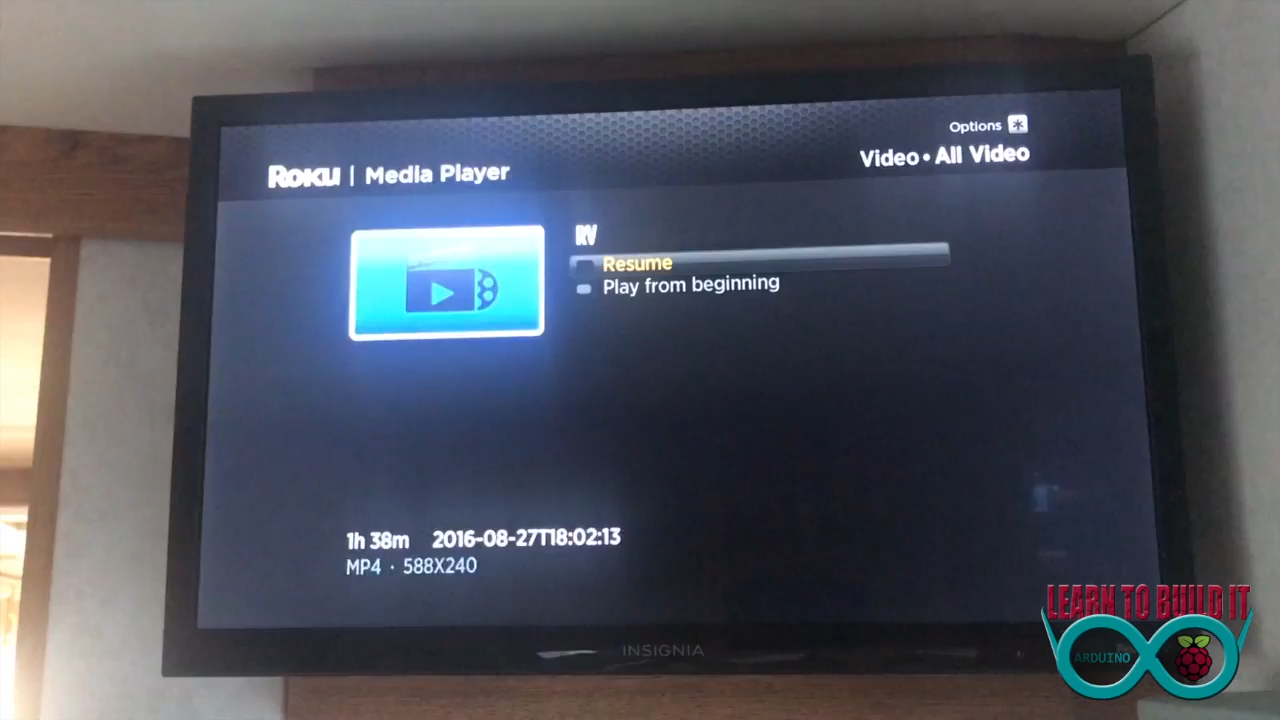 Options *
Video • All Video
Roku | Media Player
RV
Resume
Play from beginning
1h 38m 2016-08-27T18:02:13
MP4 · 588X240
INSIGNIA
LEARN TO BUILD IT
ARDUINO